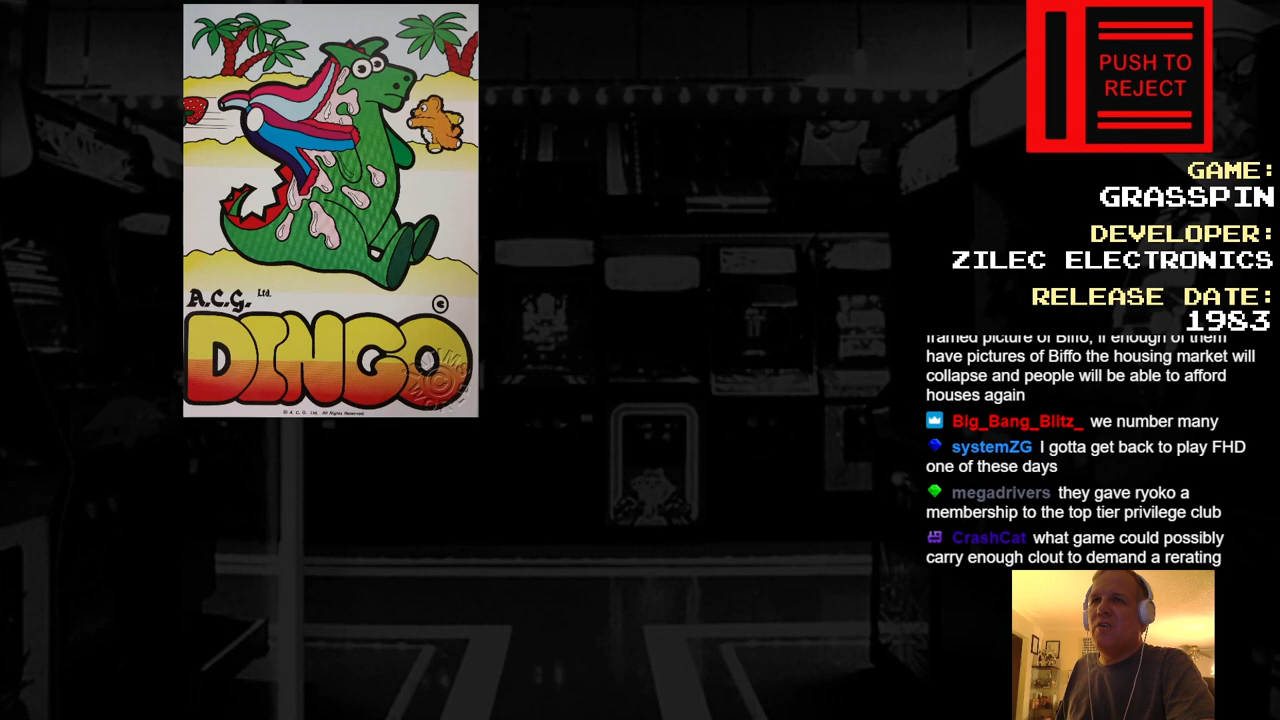 A.C.G. Ltd.
©
DINGO
© A. C. G. Ltd. All Rights Reserved.
PUSH TO
REJECT
GAME:
GRASSPIN
DEVELOPER:
ZILEC ELECTRONICS
RELEASE DATE:
1983
framed picture of Biffo, if enough of them
have pictures of Biffo the housing market will
collapse and people will be able to afford
houses again
Big_Bang_Blitz_ we number many
systemZG I gotta get back to play FHD
one of these days
megadrivers they gave ryoko a
membership to the top tier privilege club
CrashCat what game could possibly
carry enough clout to demand a rerating